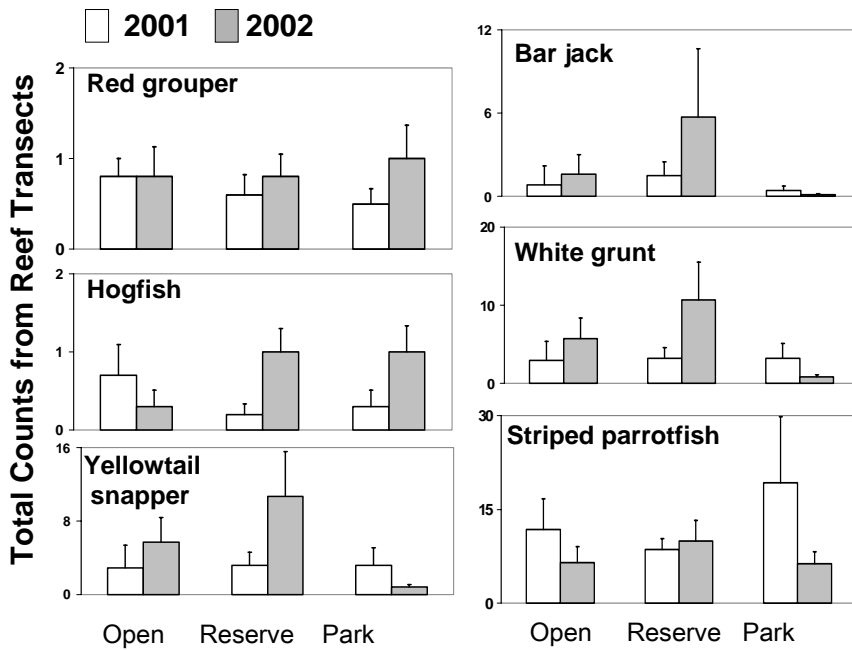 2001 2002
Total Counts from Reef Transects
Red grouper
2
1
0
Hogfish
2
1
0
Yellowtail
snapper
16
8
0
Open Reserve Park
Bar jack
12
6
0
White grunt
20
10
0
Striped parrotfish
30
15
0
Open Reserve Park